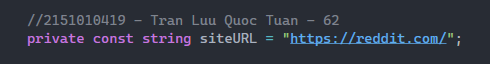 //2151010419 - Tran Luu Quoc Tuan - 62
private const string siteURL = "https://reddit.com/";